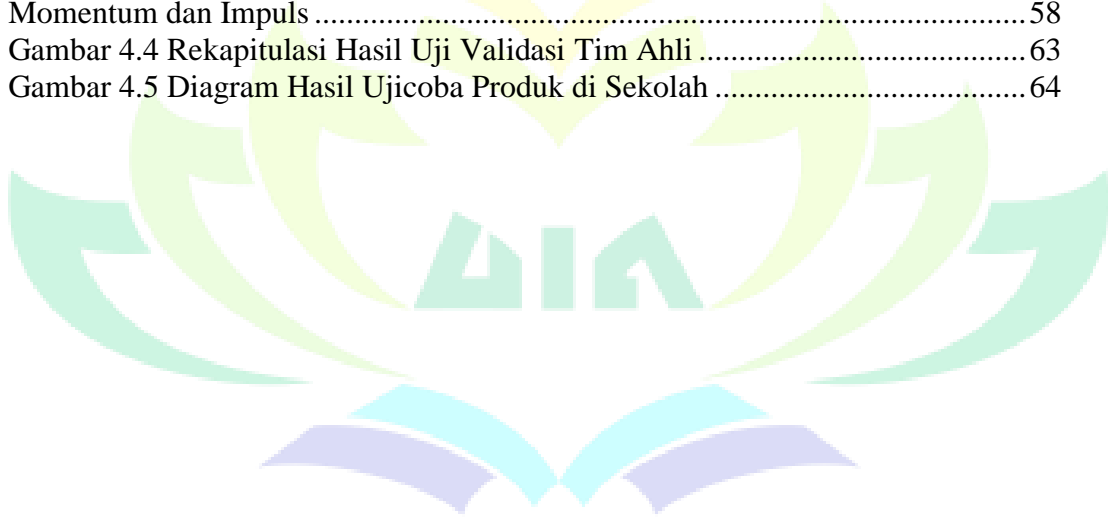 Momentum dan Impuls ........................................................................................... 58
Gambar 4.4 Rekapitulasi Hasil Uji Validasi Tim Ahli .......................................... 63
Gambar 4.5 Diagram Hasil Ujicoba Produk di Sekolah ........................................ 64
UIN